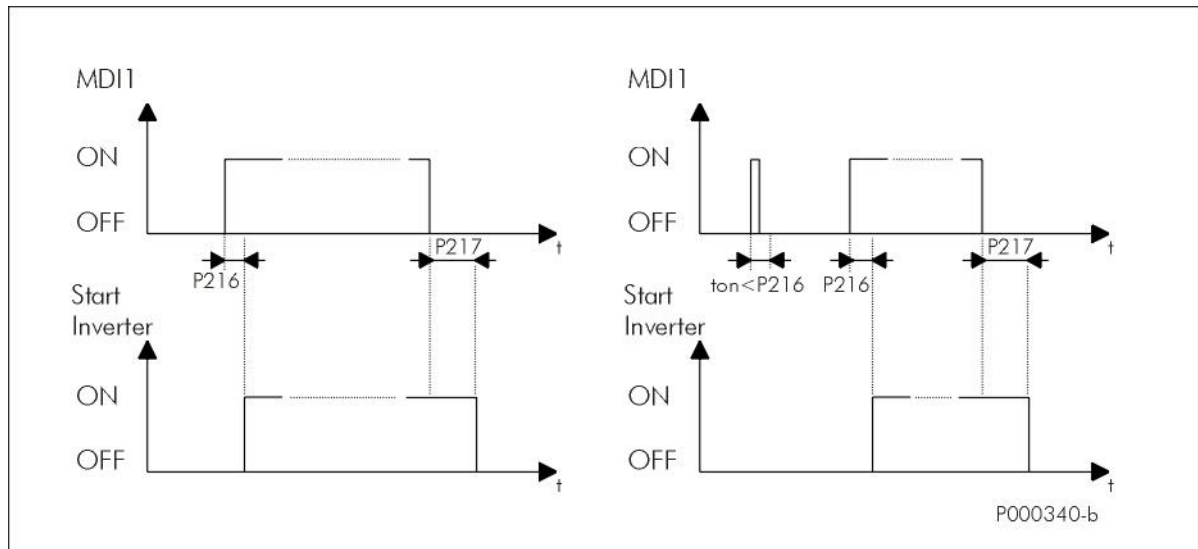 MDI1
ON
OFF
t
P216
P217
Start
Inverter
ON
OFF
t
MDI1
ON
OFF
t
ton<P216
P216
P217
Start
Inverter
ON
OFF
t
P000340-b